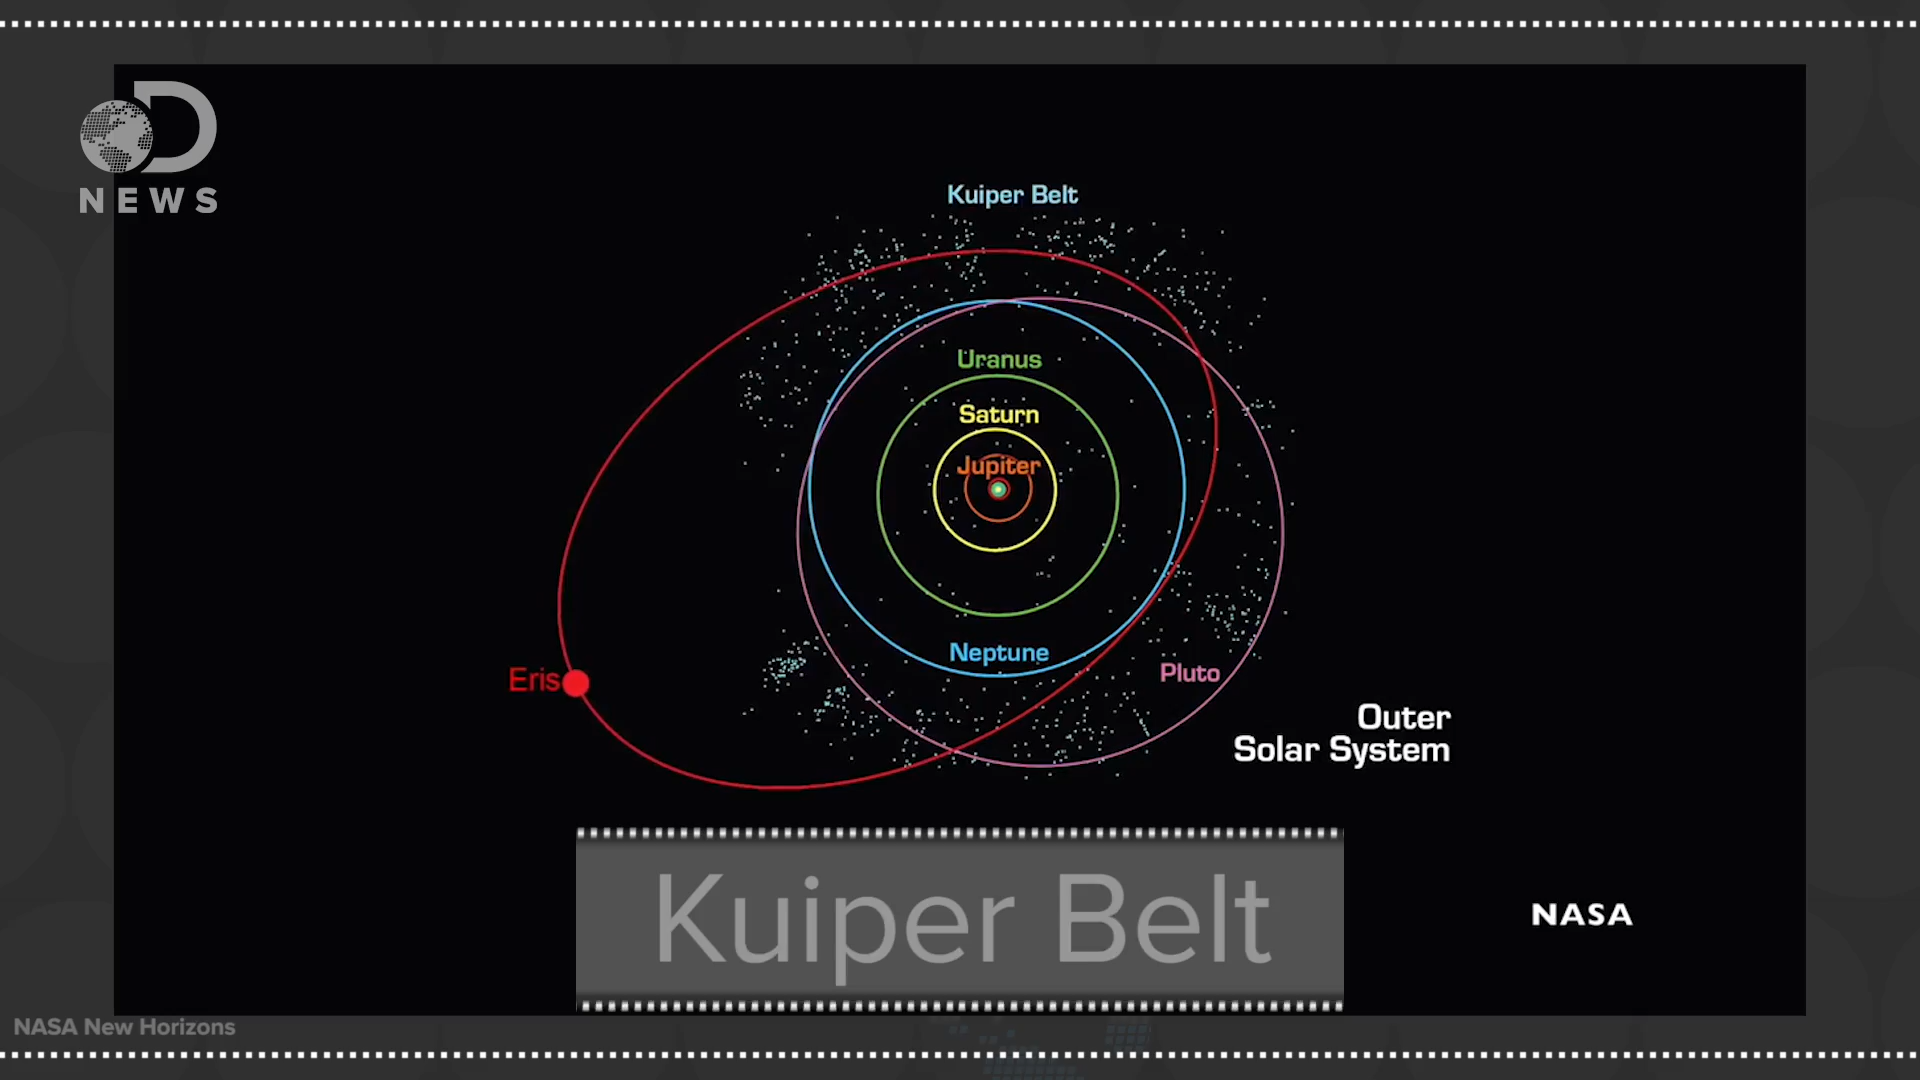 D
NEWS
Kuiper Belt
Uranus
Saturn
Jupiter
Neptune
Eris
Pluto
Outer
Solar System
Kuiper Belt
NASA
NASA New Horizons